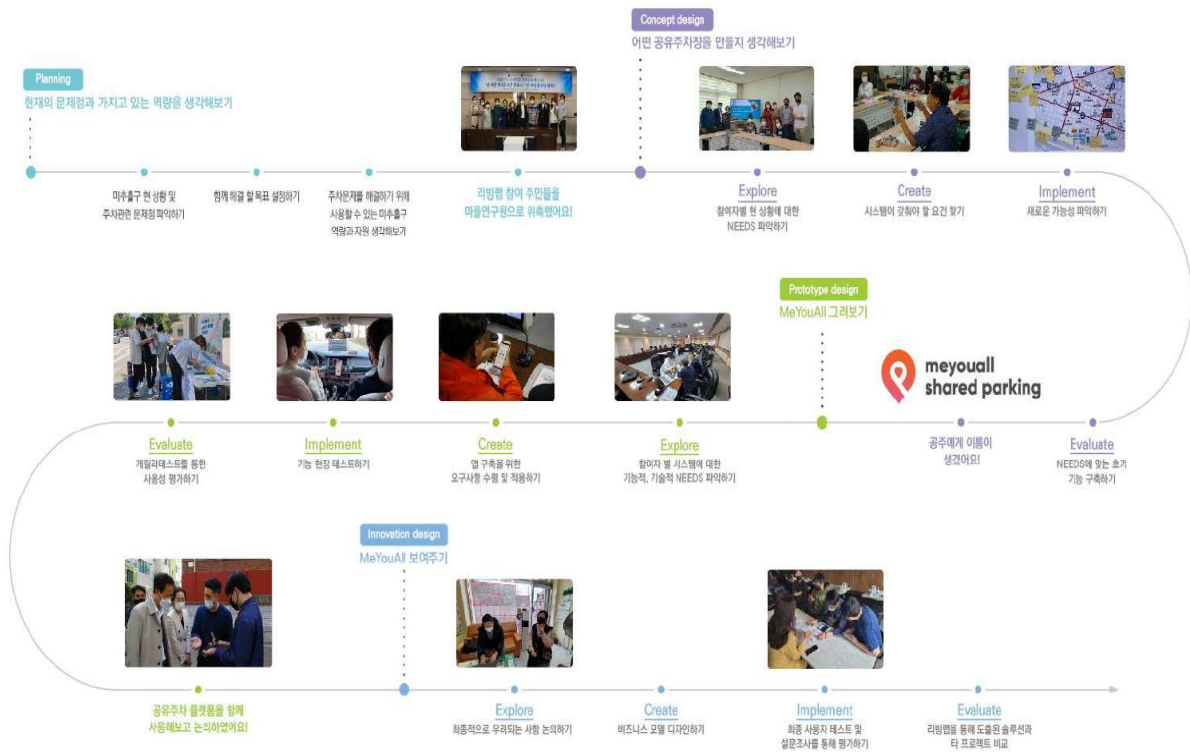 Concept design
어떤 공유주차장을 만들지 생각해보기
Planning
현재의 문제점과 가지고 있는 역량을 생각해보기
미추홀구 현 상황 및
주차관련 문제점 파악하기
함께 해결 할 목표 설정하기
주차문제를 해결하기 위해
사용할 수 있는 미추홀구
역량과 자원 생각해보기
리빙랩 참여 주민들을
마을연구원으로 위촉했어요!
Explore
참여자별 현 상황에 대한
NEEDS 파악하기
Create
시스템이 갖춰야 할 요건 찾기
Implement
새로운 가능성 파악하기
Prototype design
MeYouAll 그려보기
meyouall
shared parking
Evaluate
게릴라테스트를 통한
사용성 평가하기
Implement
기능 현장 테스트하기
Create
앱 구축을 위한
요구사항 수렴 및 적용하기
Explore
참여자 별 시스템에 대한
기능적, 기술적 NEEDS 파악하기
공주에게 이름이
생겼어요!
Evaluate
NEEDS에 맞는 초기
기능 구축하기
Innovation design
MeYouAll 보여주기
공유주차 플랫폼을 함께
사용해보고 논의하였어요!
Explore
최종적으로 우려되는 사항 논의하기
Create
비즈니스 모델 디자인하기
Implement
최종 사용자 테스트 및
설문조사를 통해 평가하기
Evaluate
리빙랩을 통해 도출된 솔루션과
타 프로젝트 비교